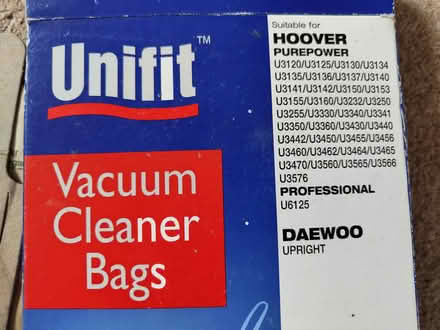 Unifit™
Vacuum
Cleaner
Bags
Suitable for
HOOVER
PUREPOWER
U3120/U3125/U3130/U3134
U3135/U3136/U3137/U3140
U3141/U3142/U3150/U3153
U3155/U3160/U3232/U3250
U3255/U3330/U3340/U3341
U3350/U3360/U3430/U3440
U3442/U3450/U3455/U3456
U3460/U3462/U3464/U3465
U3470/U3560/U3565/U3566
U3576
PROFESSIONAL
U6125
DAEWOO
UPRIGHT